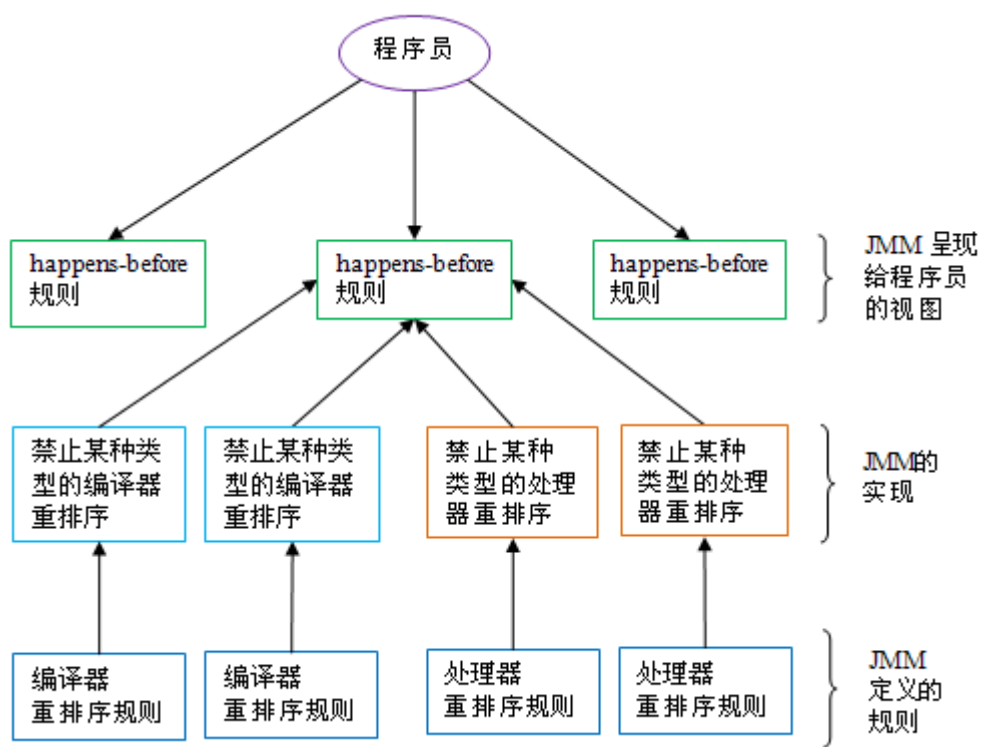 程序员
happens-before
规则
happens-before
规则
happens-before
规则
JMM 呈现
给程序员
的视图
禁止某种类
型的编译器
重排序
禁止某种类
型的编译器
重排序
禁止某种
类型的处理
器重排序
禁止某种
类型的处理
器重排序
JMM的
实现
编译器
重排序规则
编译器
重排序规则
处理器
重排序规则
处理器
重排序规则
JMM
定义的
规则